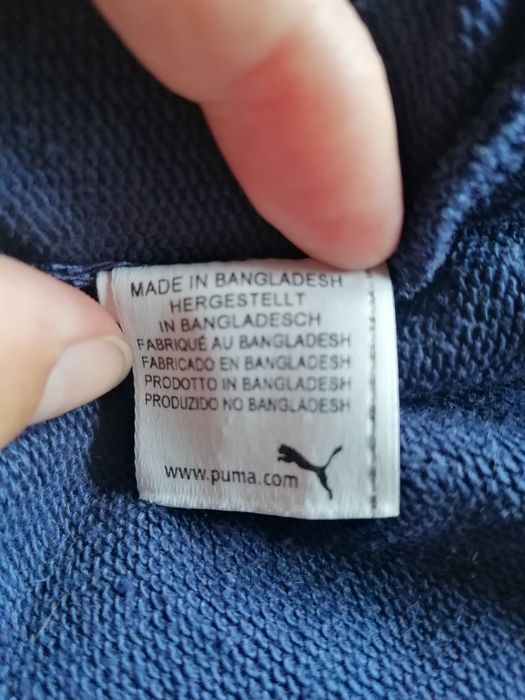 MADE IN BANGLADESH
HERGESTELLT
IN BANGLADESCH
FABRIQUÉ AU BANGLADESH
FABRICADO EN BANGLADESH
PRODOTTO IN BANGLADESH
PRODUZIDO NO BANGLADESH
www.puma.com